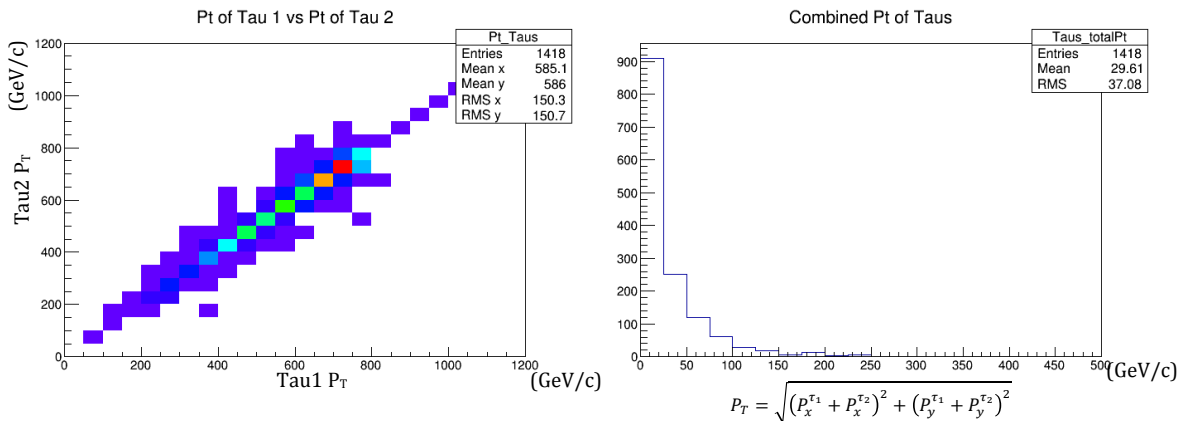 Pt of Tau 1 vs Pt of Tau 2
Tau2 P_T (GeV/c)
1200
1000
800
600
400
200
0
Pt_Taus
Entries 1418
Mean x 585.1
Mean y 586
RMS x 150.3
RMS y 150.7
0 200 400 600 800 1000 1200
Tau1 P_T (GeV/c)
Combined Pt of Taus
900
800
700
600
500
400
300
200
100
0
Taus_totalPt
Entries 1418
Mean 29.61
RMS 37.08
0 50 100 150 200 250 300 350 400 450 500
(GeV/c)
P_T = √((P_x^{τ_1} + P_x^{τ_2})^2 + (P_y^{τ_1} + P_y^{τ_2})^2)